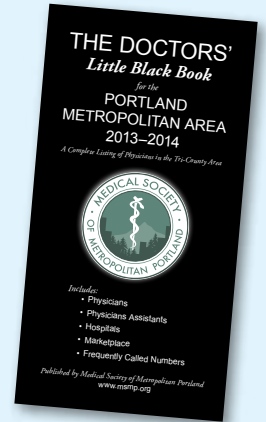 THE DOCTORS'
Little Black Book
for the
PORTLAND
METROPOLITAN AREA
2013–2014
A Complete Listing of Physicians in the Tri-County Area
MEDICAL SOCIETY
OF METROPOLITAN PORTLAND
Includes:
• Physicians
• Physicians Assistants
• Hospitals
• Marketplace
• Frequently Called Numbers
Published by Medical Society of Metropolitan Portland
www.msmp.org